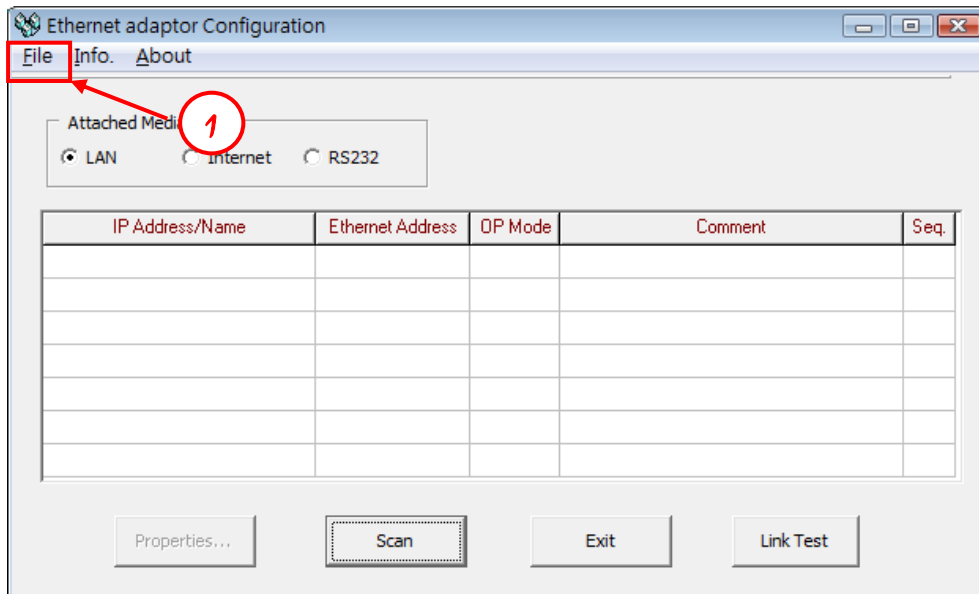 Ethernet adaptor Configuration
File Info. About
1
Attached Medi
LAN Internet RS232
IP Address/Name Ethernet Address OP Mode Comment Seq.
Properties... Scan Exit Link Test